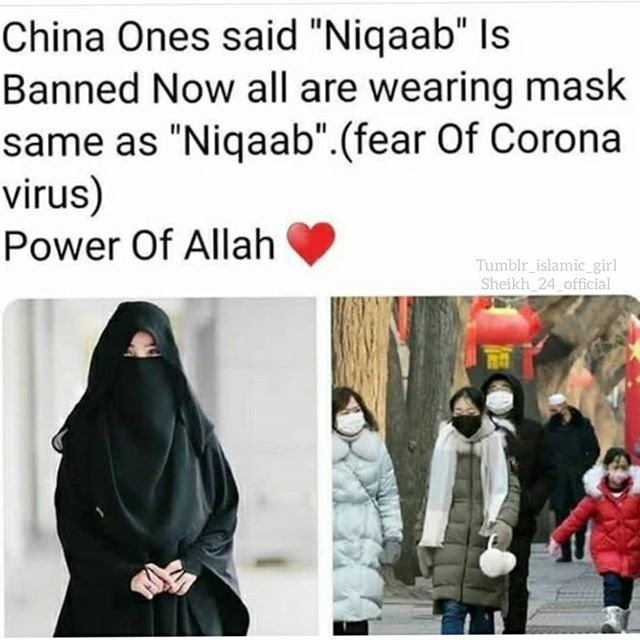 China Ones said "Niqaab" Is
Banned Now all are wearing mask
same as "Niqaab".(fear Of Corona
virus)
Power Of Allah ♥
Tumblr_islamic_girl
Sheikh_24_official